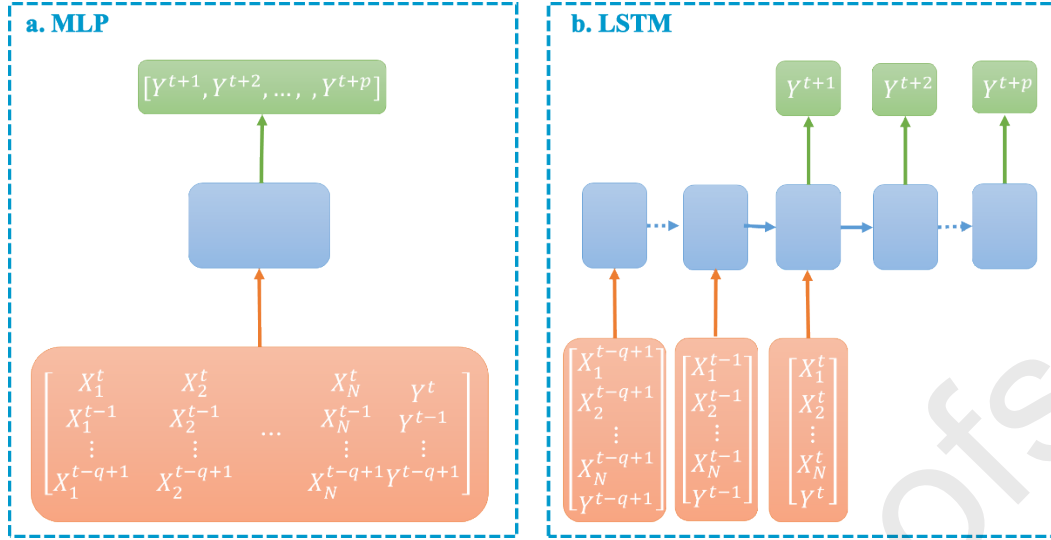 a. MLP
[Y^{t+1}, Y^{t+2}, ..., , Y^{t+p}]
X_1^t X_2^t X_N^t Y^t
X_1^{t-1} X_2^{t-1} ... X_N^{t-1} Y^{t-1}
⋮ ⋮ ⋮ ⋮
X_1^{t-q+1} X_2^{t-q+1} X_N^{t-q+1} Y^{t-q+1}
b. LSTM
Y^{t+1} Y^{t+2} Y^{t+p}
X_1^{t-q+1}
X_2^{t-q+1}
⋮
X_N^{t-q+1}
Y^{t-q+1}
X_1^{t-1}
X_2^{t-1}
⋮
X_N^{t-1}
Y^{t-1}
X_1^t
X_2^t
⋮
X_N^t
Y^t
ofs